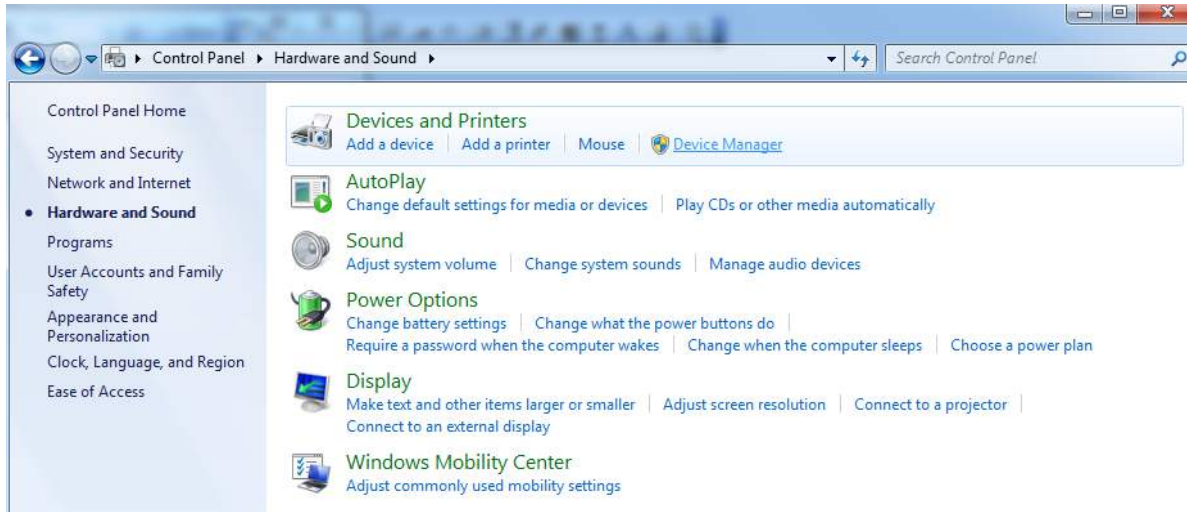 Control Panel Hardware and Sound
Search Control Panel
Control Panel Home
System and Security
Network and Internet
Hardware and Sound
Programs
User Accounts and Family
Safety
Appearance and
Personalization
Clock, Language, and Region
Ease of Access
Devices and Printers
Add a device Add a printer Mouse Device Manager
AutoPlay
Change default settings for media or devices Play CDs or other media automatically
Sound
Adjust system volume Change system sounds Manage audio devices
Power Options
Change battery settings Change what the power buttons do
Require a password when the computer wakes Change when the computer sleeps Choose a power plan
Display
Make text and other items larger or smaller Adjust screen resolution Connect to a projector
Connect to an external display
Windows Mobility Center
Adjust commonly used mobility settings